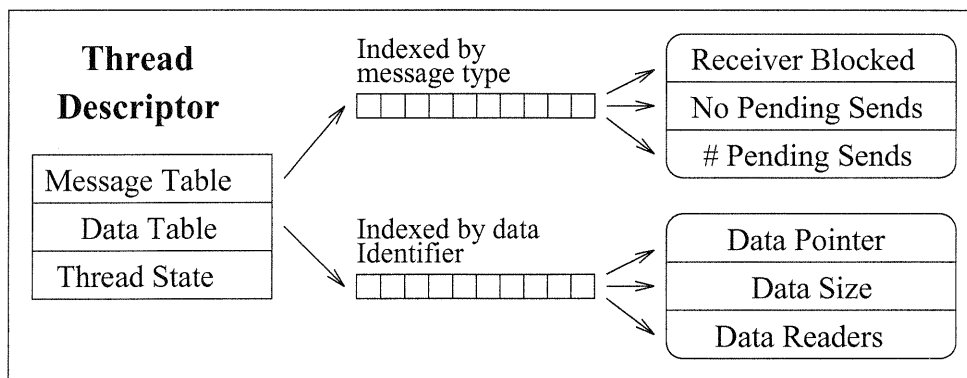 Thread
Descriptor
Message Table
Data Table
Thread State
Indexed by
message type
Receiver Blocked
No Pending Sends
# Pending Sends
Indexed by data
Identifier
Data Pointer
Data Size
Data Readers